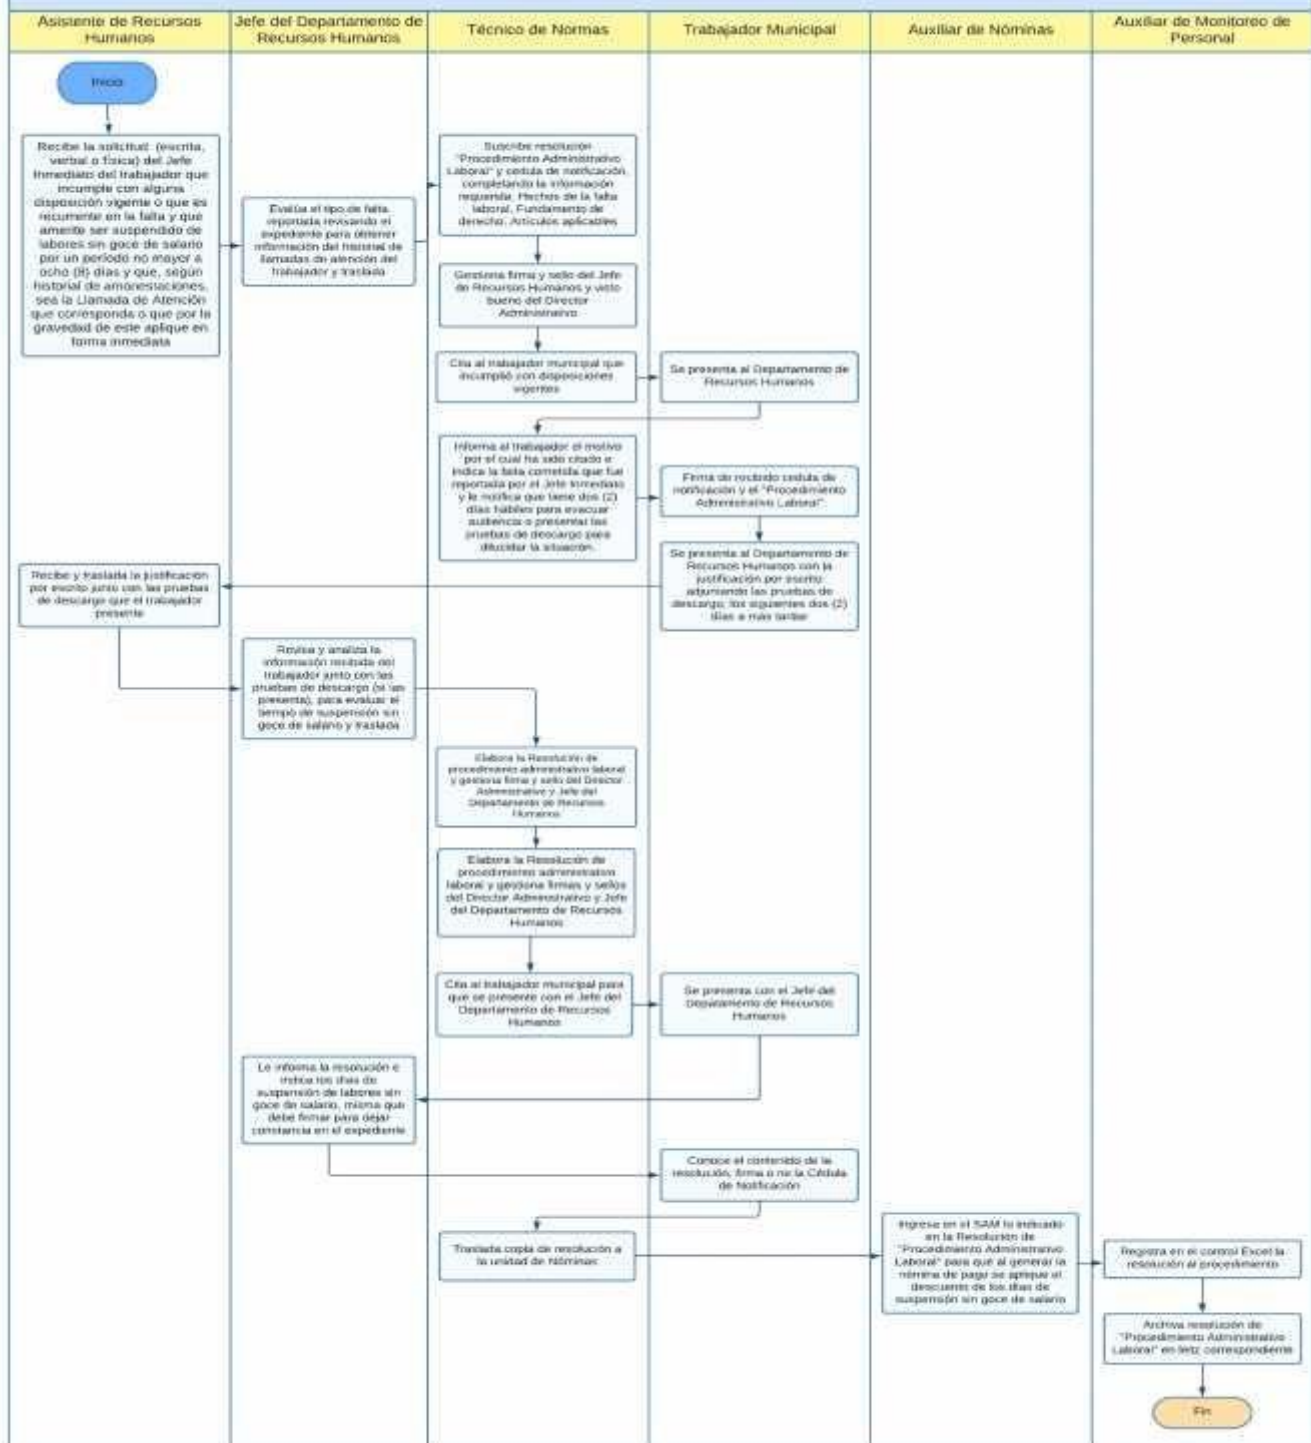 Asistente de Recursos
Humanos
Jefe del Departamento de
Recursos Humanos
Técnico de Normas
Trabajador Municipal
Auxiliar de Nóminas
Auxiliar de Monitoreo de
Personal
Inicio
Recibe la solicitud (escrita,
verbal o física) del Jefe
Inmediato del trabajador que
incumple con alguna
disposición vigente o que es
recurrente en la falta y que
amerite ser suspendido de
labores sin goce de salario
por un período no mayor a
ocho (8) días y que, según
historial de amonestaciones,
sea la Llamada de Atención
que corresponda o que por la
gravedad de este aplique en
forma inmediata
Evalúa el tipo de falta
reportada revisando el
expediente para obtener
información del historial de
llamadas de atención del
trabajador y traslada
Suscribe resolución
"Procedimiento Administrativo
Laboral" y cedula de notificación,
completando la información
requerida: Hechos de la falta
laboral, Fundamento de
derecho, Artículos aplicables
Gestiona firma y sello del Jefe
de Recursos Humanos y visto
bueno del Director
Administrativo
Cita al trabajador municipal que
incumplió con disposiciones
vigentes
Se presenta al Departamento de
Recursos Humanos
Informa al trabajador el motivo
por el cual ha sido citado e
indica la falta cometida que fue
reportada por el Jefe Inmediato
y le notifica que tiene dos (2)
días hábiles para evacuar
audiencia o presentar las
pruebas de descargo para
dilucidar la situación.
Firma de recibido cedula de
notificación y el "Procedimiento
Administrativo Laboral"
Se presenta al Departamento de
Recursos Humanos con la
justificación por escrito
adjuntando las pruebas de
descargo, los siguientes dos (2)
días a más tardar
Recibe y traslada la justificación
por escrito junto con las pruebas
de descargo que el trabajador
presente
Revisa y analiza la
información recibida del
trabajador junto con las
pruebas de descargo (si las
presenta), para evaluar el
tiempo de suspensión sin
goce de salario y traslada
Elabora la Resolución de
procedimiento administrativo laboral
y gestiona firma y sello del Director
Administrativo y Jefe del
Departamento de Recursos
Humanos
Elabora la Resolución de
procedimiento administrativo
laboral y gestiona firmas y sellos
del Director Administrativo y Jefe
del Departamento de Recursos
Humanos
Cita al trabajador municipal para
que se presente con el Jefe del
Departamento de Recursos
Humanos
Se presenta con el Jefe del
Departamento de Recursos
Humanos
Le informa la resolución e
indica los días de
suspensión de labores sin
goce de salario, misma que
debe firmar para dejar
constancia en el expediente
Conoce el contenido de la
resolución, firma o no la Cédula
de Notificación
Traslada copia de resolución a
la unidad de Nóminas
Ingresa en el SAM lo indicado
en la Resolución de
"Procedimiento Administrativo
Laboral" para que al generar la
nómina de pago se aplique el
descuento de los días de
suspensión sin goce de salario
Registra en el control Excel la
resolución al procedimiento
Archiva resolución de
"Procedimiento Administrativo
Laboral" en leitz correspondiente
Fin